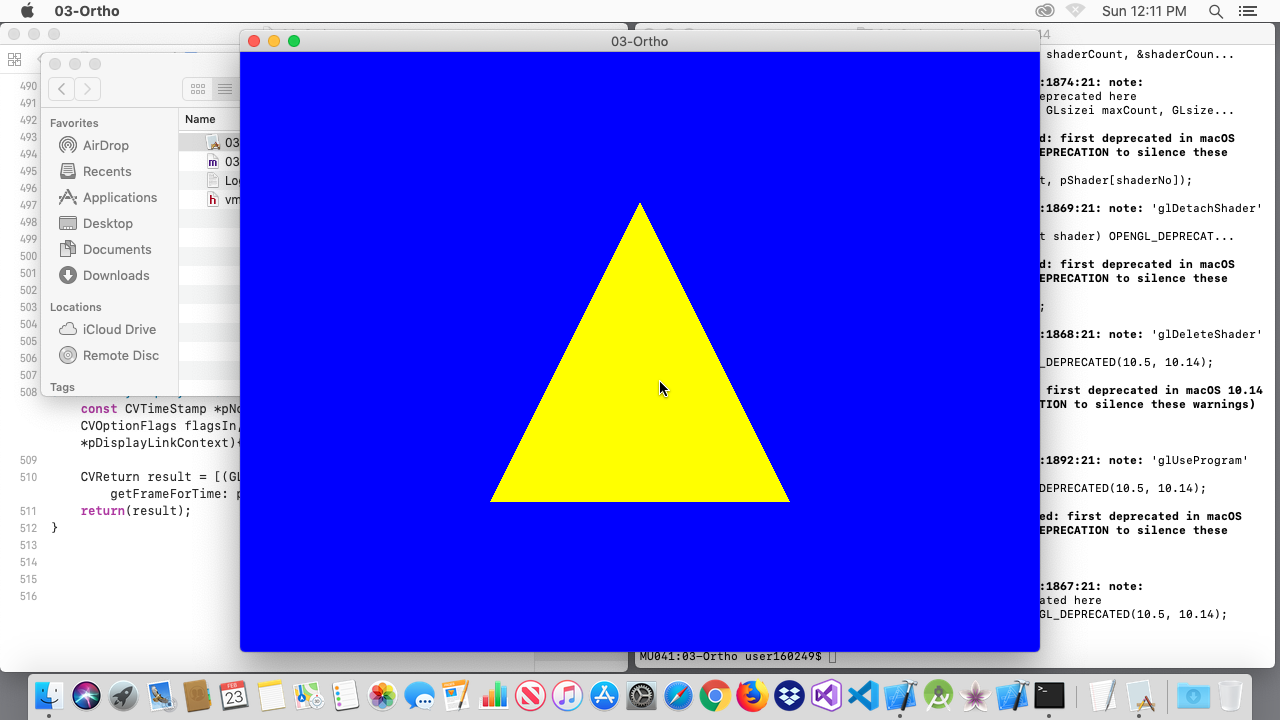 03-Ortho
Sun 12:11 PM
03-Ortho
Name
Favorites
AirDrop
Recents
Applications
Desktop
Documents
Downloads
Locations
iCloud Drive
Remote Disc
Tags
03
03
490
491
492
493
494
495
496
497
498
499
500
501
502
503
504
505
506
507
508
const CVTimeStamp *pN
CVOptionFlags flagsIn,
*pDisplayLinkContext){
509
510 CVReturn result = [(GL
getFrameForTime: p
511 return(result);
512 }
513
514
515
516
shaderCount, &shaderCoun...
:1874:21: note:
eprecated here
GLsizei maxCount, GLsize...
d: first deprecated in macOS
EPRECATION to silence these
t, pShader[shaderNo]);
:1869:21: note: 'glDetachShader'
t shader) OPENGL_DEPRECAT...
d: first deprecated in macOS
EPRECATION to silence these
;
:1868:21: note: 'glDeleteShader'
_DEPRECATED(10.5, 10.14);
first deprecated in macOS 10.14
TION to silence these warnings)
:1892:21: note: 'glUseProgram'
DEPRECATED(10.5, 10.14);
ed: first deprecated in macOS
EPRECATION to silence these
:1867:21: note:
ated here
GL_DEPRECATED(10.5, 10.14);
MU041:03-Ortho user160249$
FEB
23